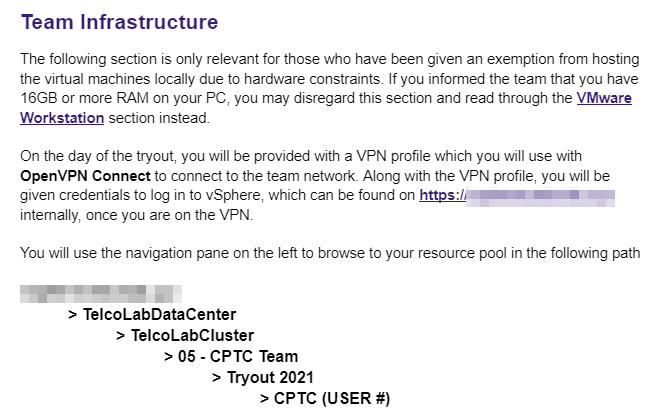 Team Infrastructure
The following section is only relevant for those who have been given an exemption from hosting
the virtual machines locally due to hardware constraints. If you informed the team that you have
16GB or more RAM on your PC, you may disregard this section and read through the VMware
Workstation section instead.
On the day of the tryout, you will be provided with a VPN profile which you will use with
OpenVPN Connect to connect to the team network. Along with the VPN profile, you will be
given credentials to log in to vSphere, which can be found on https://
internally, once you are on the VPN.
You will use the navigation pane on the left to browse to your resource pool in the following path
> TelcoLabDataCenter
> TelcoLabCluster
> 05 - CPTC Team
> Tryout 2021
> CPTC (USER #)